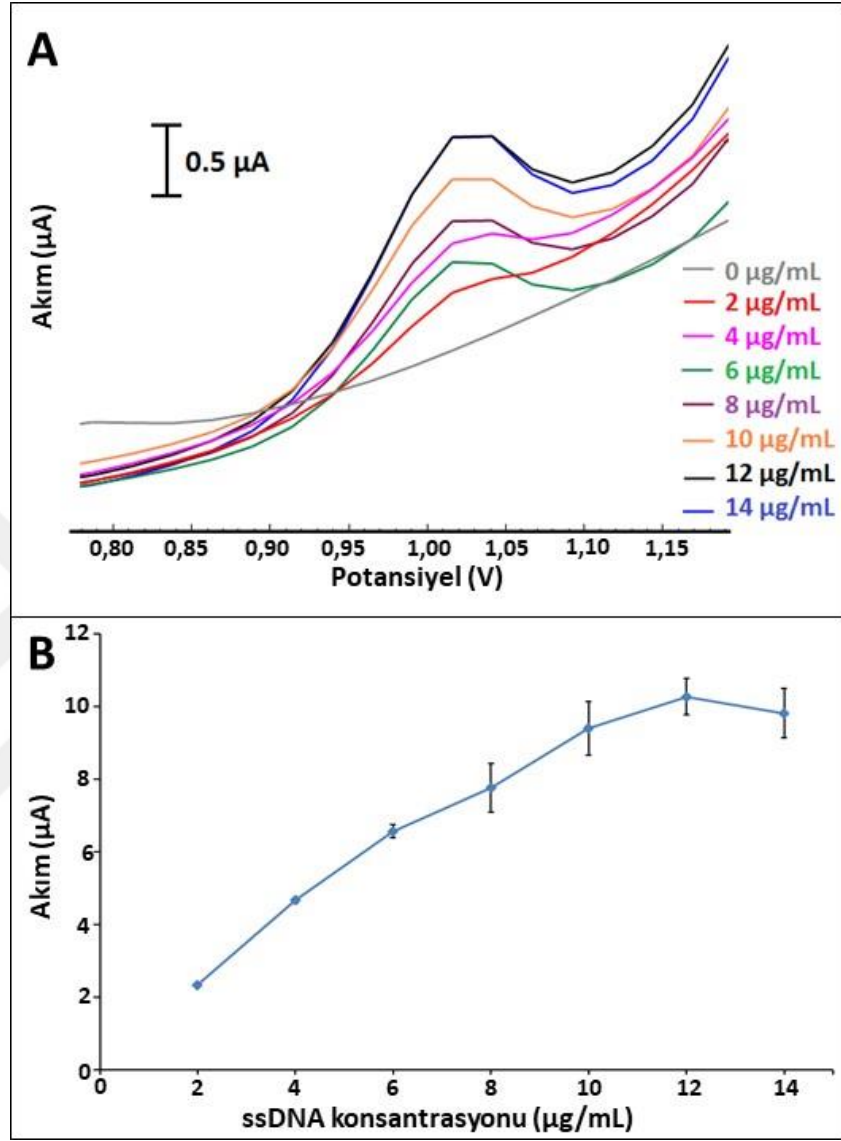 A
0.5 µA
Akım (µA)
0 µg/mL
2 µg/mL
4 µg/mL
6 µg/mL
8 µg/mL
10 µg/mL
12 µg/mL
14 µg/mL
0,80 0,85 0,90 0,95 1,00 1,05 1,10 1,15
Potansiyel (V)
B
12
10
8
6
4
2
0
Akım (µA)
0 2 4 6 8 10 12 14
ssDNA konsantrasyonu (µg/mL)